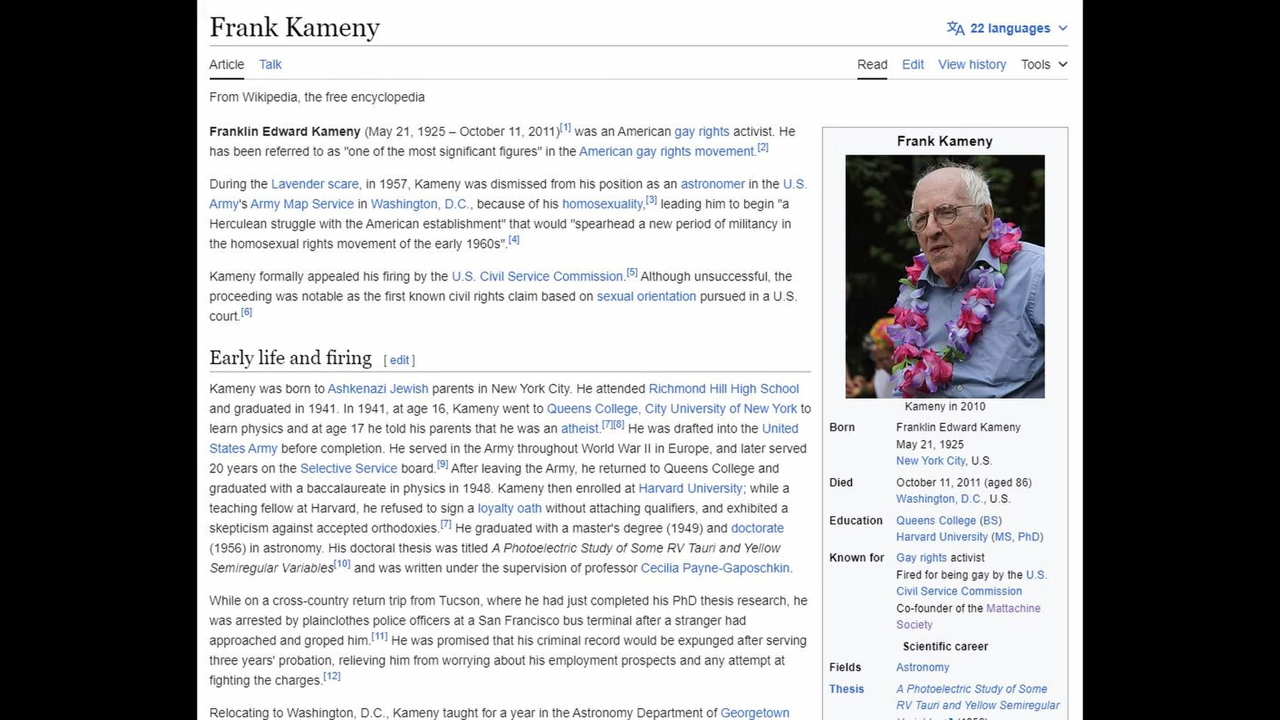 Frank Kameny
22 languages
Article Talk
Read Edit View history Tools
From Wikipedia, the free encyclopedia
Franklin Edward Kameny (May 21, 1925 – October 11, 2011)[1] was an American gay rights activist. He
has been referred to as "one of the most significant figures" in the American gay rights movement.[2]
During the Lavender scare, in 1957, Kameny was dismissed from his position as an astronomer in the U.S.
Army's Army Map Service in Washington, D.C., because of his homosexuality,[3] leading him to begin "a
Herculean struggle with the American establishment" that would "spearhead a new period of militancy in
the homosexual rights movement of the early 1960s".[4]
Kameny formally appealed his firing by the U.S. Civil Service Commission.[5] Although unsuccessful, the
proceeding was notable as the first known civil rights claim based on sexual orientation pursued in a U.S.
court.[6]
Early life and firing [ edit ]
Kameny was born to Ashkenazi Jewish parents in New York City. He attended Richmond Hill High School
and graduated in 1941. In 1941, at age 16, Kameny went to Queens College, City University of New York to
learn physics and at age 17 he told his parents that he was an atheist.[7][8] He was drafted into the United
States Army before completion. He served in the Army throughout World War II in Europe, and later served
20 years on the Selective Service board.[9] After leaving the Army, he returned to Queens College and
graduated with a baccalaureate in physics in 1948. Kameny then enrolled at Harvard University; while a
teaching fellow at Harvard, he refused to sign a loyalty oath without attaching qualifiers, and exhibited a
skepticism against accepted orthodoxies.[7] He graduated with a master's degree (1949) and doctorate
(1956) in astronomy. His doctoral thesis was titled A Photoelectric Study of Some RV Tauri and Yellow
Semiregular Variables[10] and was written under the supervision of professor Cecilia Payne-Gaposchkin.
While on a cross-country return trip from Tucson, where he had just completed his PhD thesis research, he
was arrested by plainclothes police officers at a San Francisco bus terminal after a stranger had
approached and groped him.[11] He was promised that his criminal record would be expunged after serving
three years' probation, relieving him from worrying about his employment prospects and any attempt at
fighting the charges.[12]
Relocating to Washington, D.C., Kameny taught for a year in the Astronomy Department of Georgetown
Frank Kameny
Kameny in 2010
Born Franklin Edward Kameny
May 21, 1925
New York City, U.S.
Died October 11, 2011 (aged 86)
Washington, D.C., U.S.
Education Queens College (BS)
Harvard University (MS, PhD)
Known for Gay rights activist
Fired for being gay by the U.S.
Civil Service Commission
Co-founder of the Mattachine
Society
Scientific career
Fields Astronomy
Thesis A Photoelectric Study of Some
RV Tauri and Yellow Semiregular